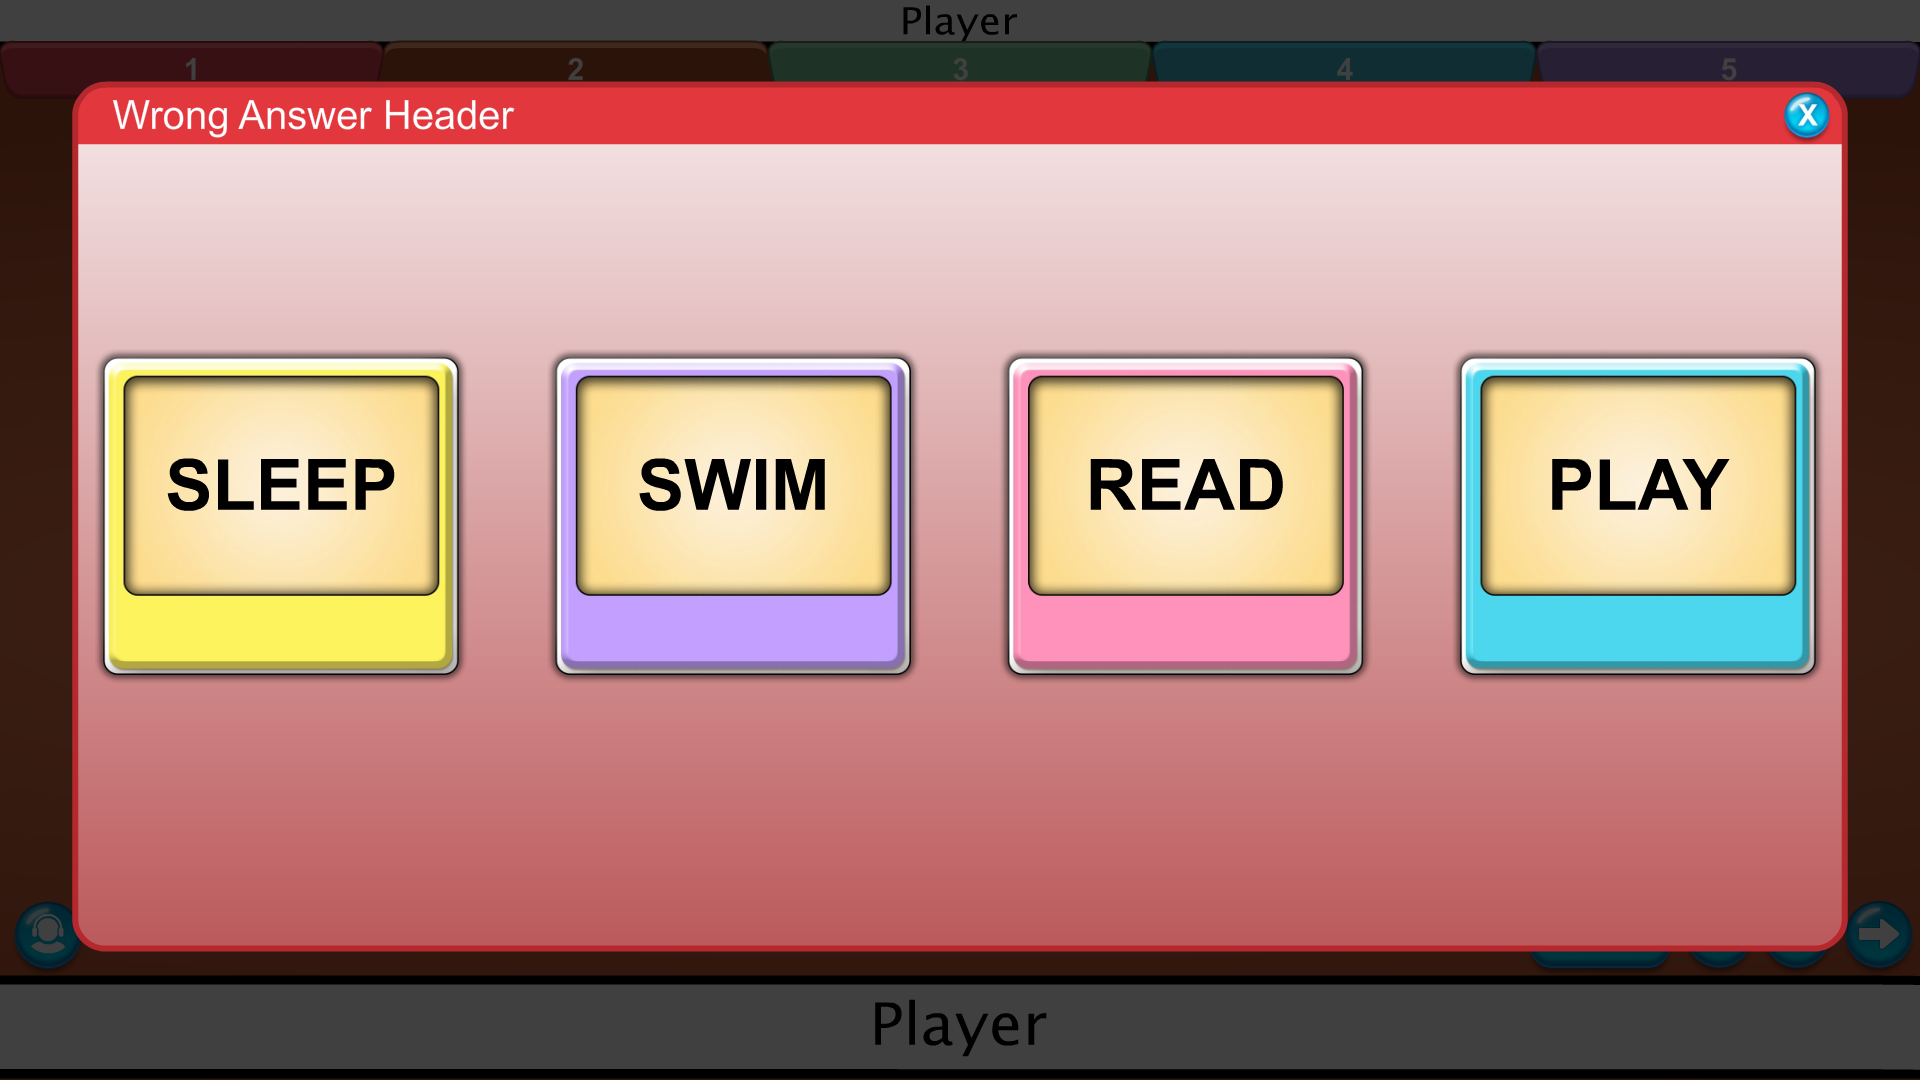 Player
1 2 3 4 5
Wrong Answer Header
X
SLEEP SWIM READ PLAY
Player